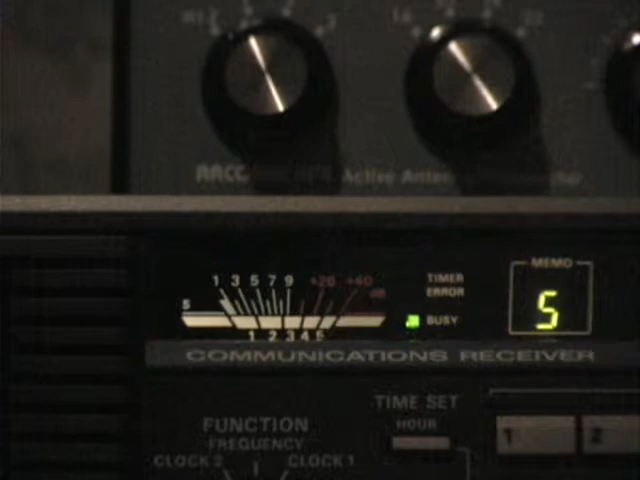 Active
1 3 5 7 9 +20 +40
dB
S
1 2 3 4 5
TIMER
ERROR
BUSY
MEMO
5
COMMUNICATIONS RECEIVER
TIME SET
HOUR
1 2
FUNCTION
FREQUENCY
CLOCK 2 CLOCK 1